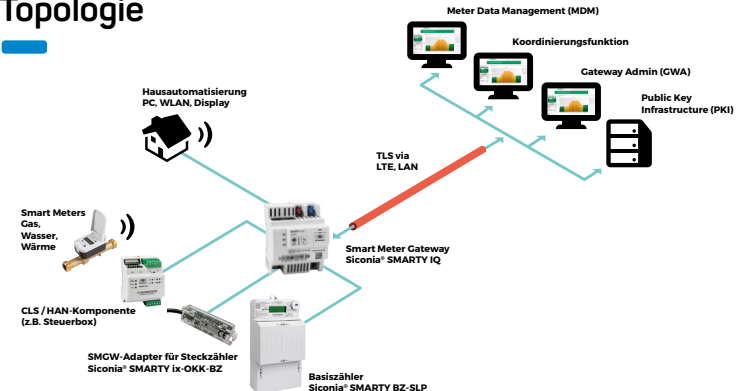 Topologie
Meter Data Management (MDM)
Koordinierungsfunktion
Gateway Admin (GWA)
Public Key
Infrastructure (PKI)
Hausautomatisierung
PC, WLAN, Display
TLS via
LTE, LAN
Smart Meters
Gas,
Wasser,
Wärme
Smart Meter Gateway
Siconia® SMARTY IQ
CLS / HAN-Komponente
(z.B. Steuerbox)
SMGW-Adapter für Steckzähler
Siconia® SMARTY ix-OKK-BZ
Basiszähler
Siconia® SMARTY BZ-SLP